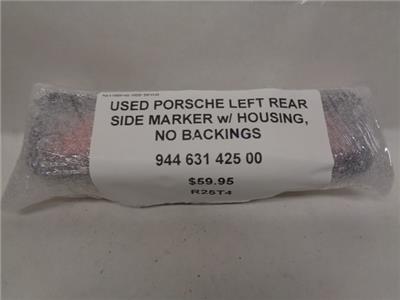 USED PORSCHE LEFT REAR
SIDE MARKER w/ HOUSING,
NO BACKINGS
944 631 425 00
$59.95
R25T4